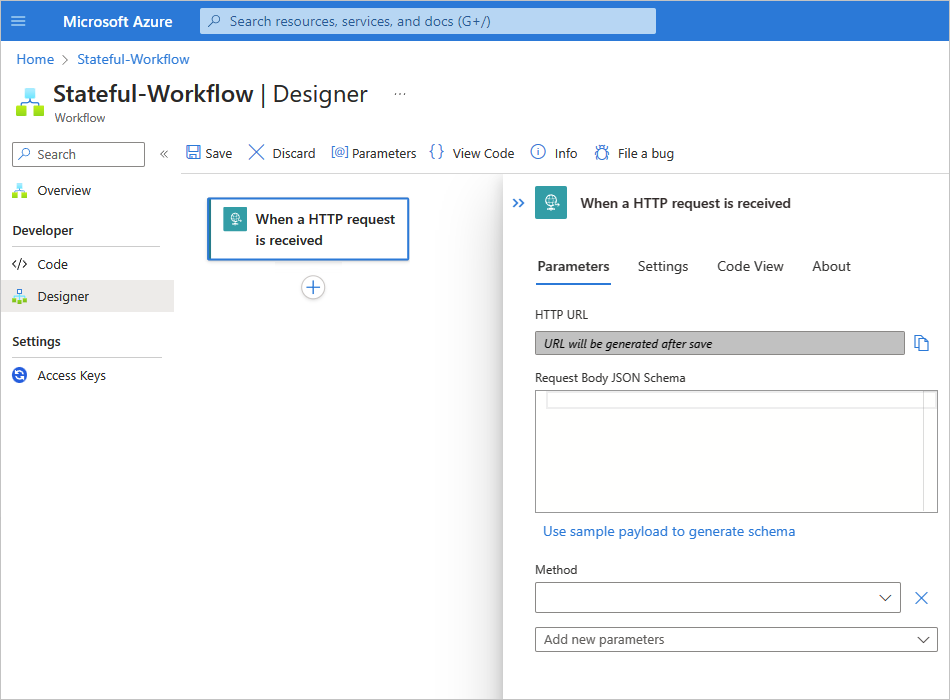 Microsoft Azure
Search resources, services, and docs (G+/)
Home > Stateful-Workflow
Stateful-Workflow | Designer ...
Workflow
Search
«
Save
Discard
[@] Parameters
{} View Code
Info
File a bug
Overview
Developer
</> Code
Designer
Settings
Access Keys
When a HTTP request
is received
+
» When a HTTP request is received
Parameters
Settings
Code View
About
HTTP URL
URL will be generated after save
Request Body JSON Schema
Use sample payload to generate schema
Method
Add new parameters